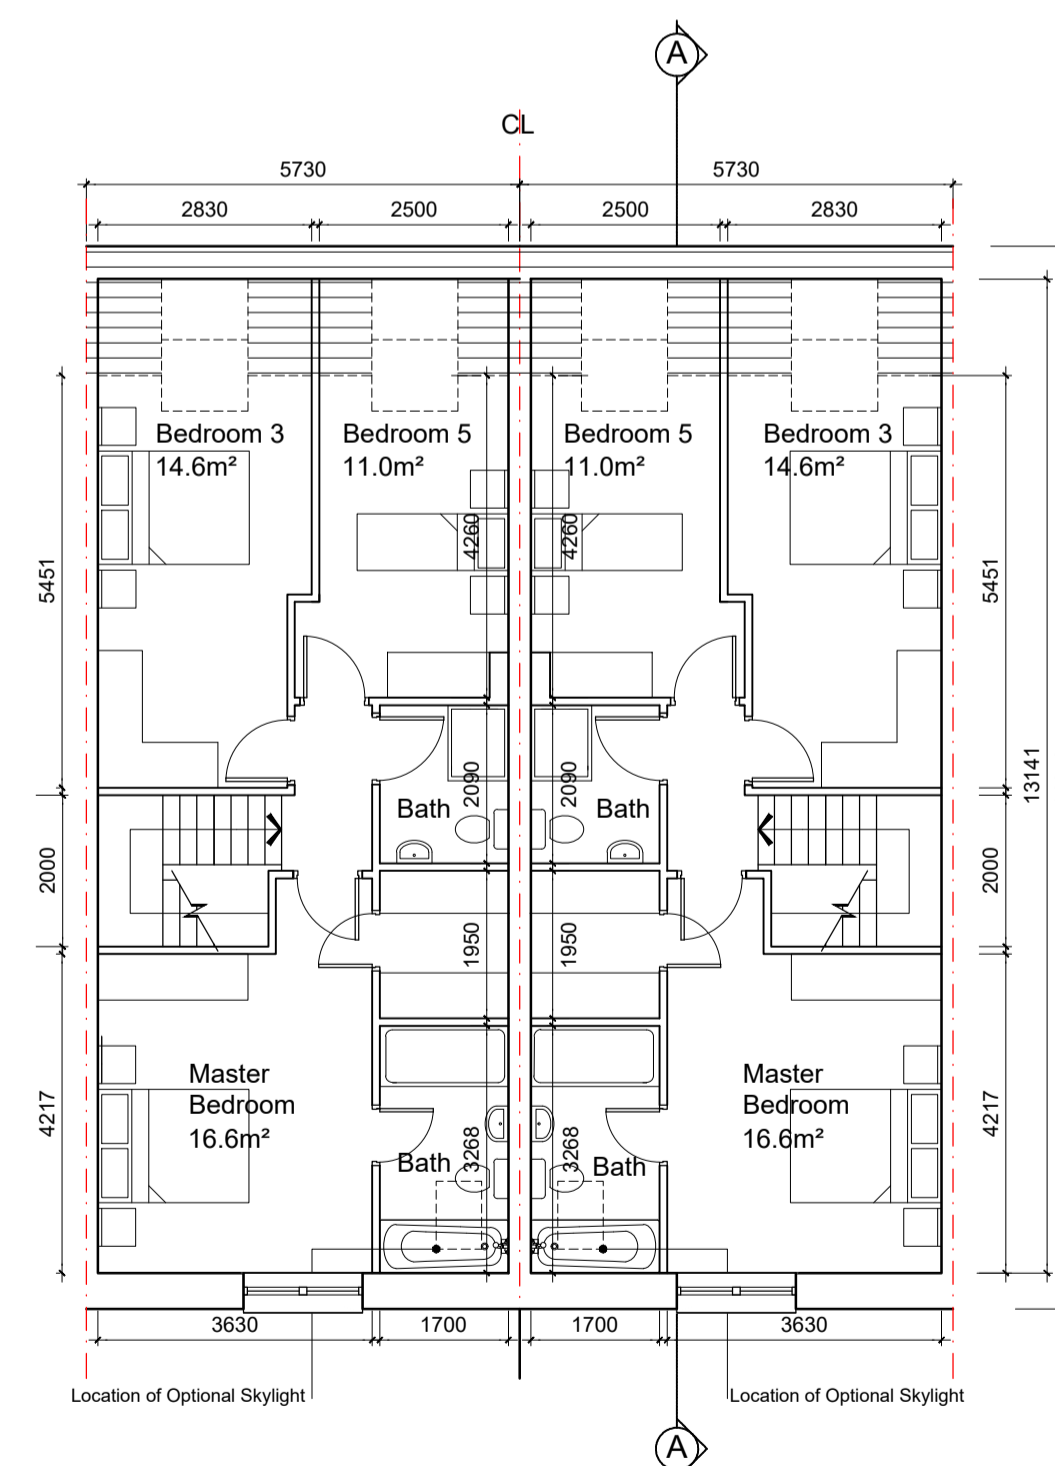 A
CL
5730
5730
2830
2500
2500
2830
Bedroom 3
14.6m²
Bedroom 5
11.0m²
Bedroom 5
11.0m²
Bedroom 3
14.6m²
5451
4260
4260
5451
13141
Bath
2090
2090
Bath
2000
2000
1950
1950
Master
Bedroom
16.6m²
Master
Bedroom
16.6m²
4217
Bath
3268
3268
Bath
4217
3630
1700
1700
3630
Location of Optional Skylight
Location of Optional Skylight
A